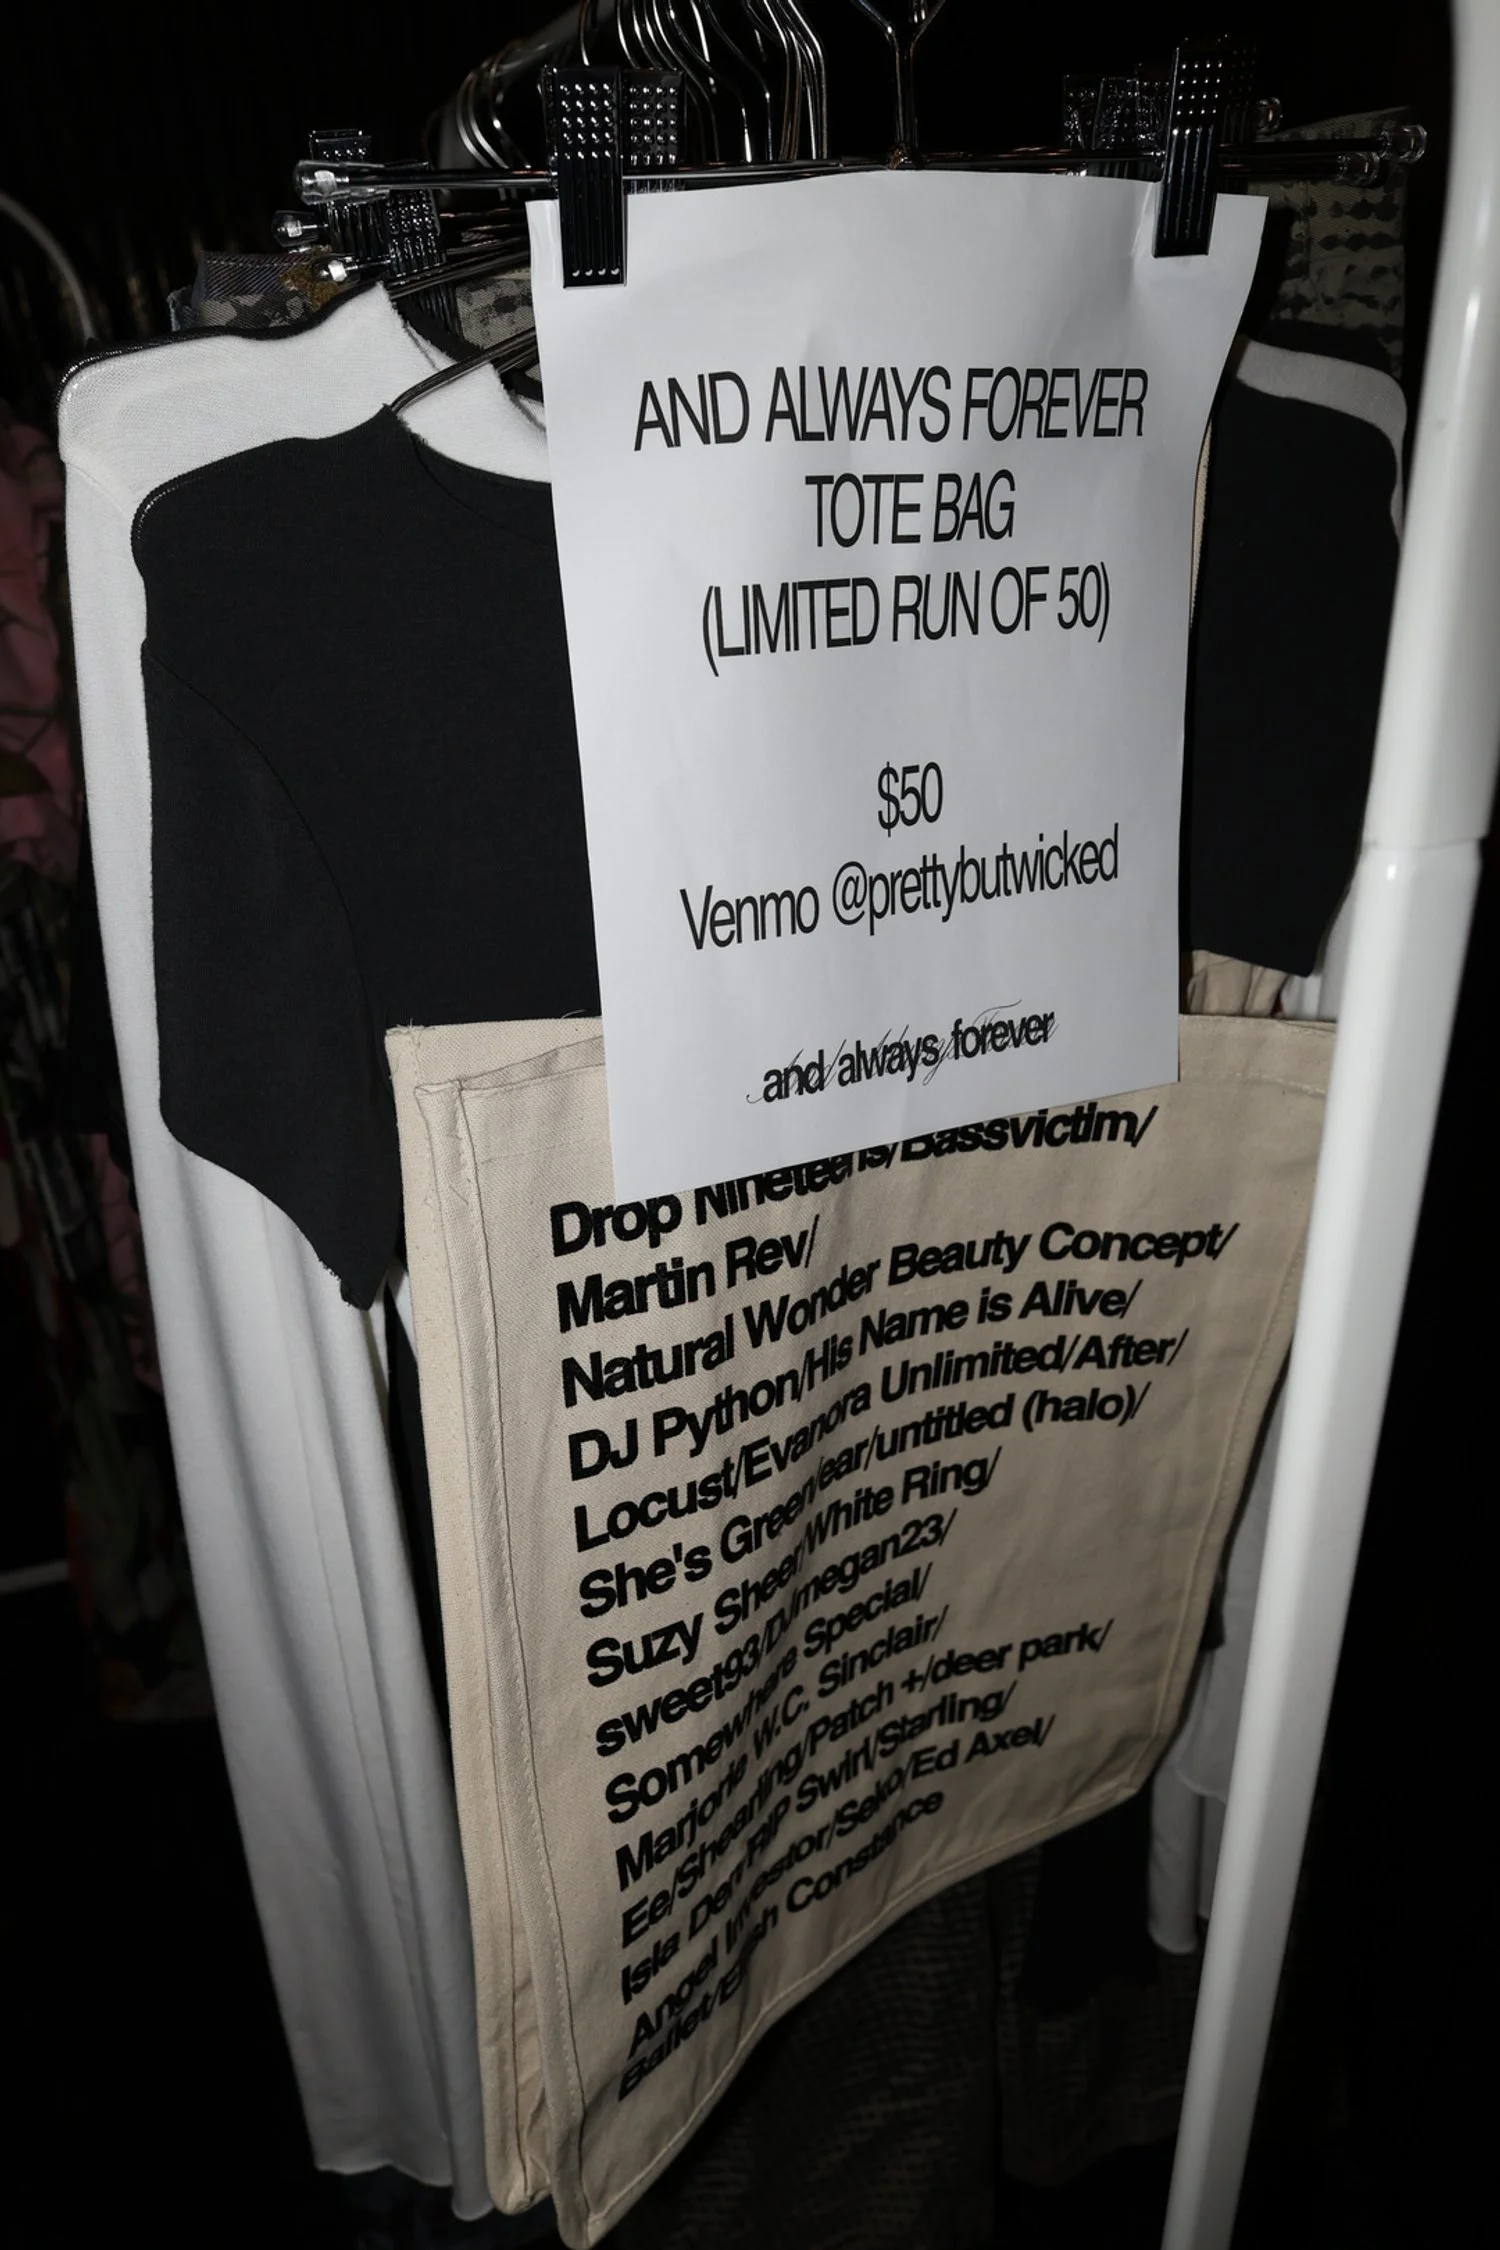 AND ALWAYS FOREVER
TOTE BAG
(LIMITED RUN OF 50)
$50
Venmo @prettybutwicked
and always forever
Drop Nineteens/Bassvictim/
Martin Rev/
Natural Wonder Beauty Concept/
DJ Python/His Name is Alive/
Locust/Evanora Unlimited/After/
She's Green/ear/untitled (halo)/
Suzy Sheer/White Ring/
sweet93/DJmegan23/
Somewhere Special/
Marjorie W.C. Sinclair/
Ee/Shearling/Patch +/deer park/
Isla Den/RIP Swirl/Starling/
Angel Investor/Seko/Ed Axel/
Ballet/ Constance